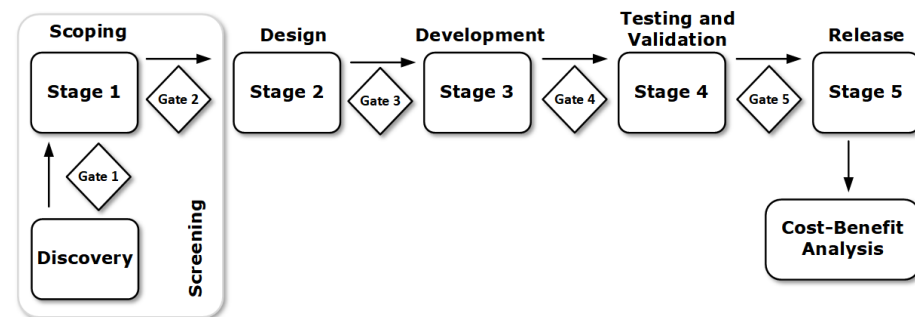 Scoping
Stage 1
Gate 2
Gate 1
Discovery
Screening
Design
Stage 2
Gate 3
Development
Stage 3
Gate 4
Testing and
Validation
Stage 4
Gate 5
Release
Stage 5
Cost-Benefit
Analysis